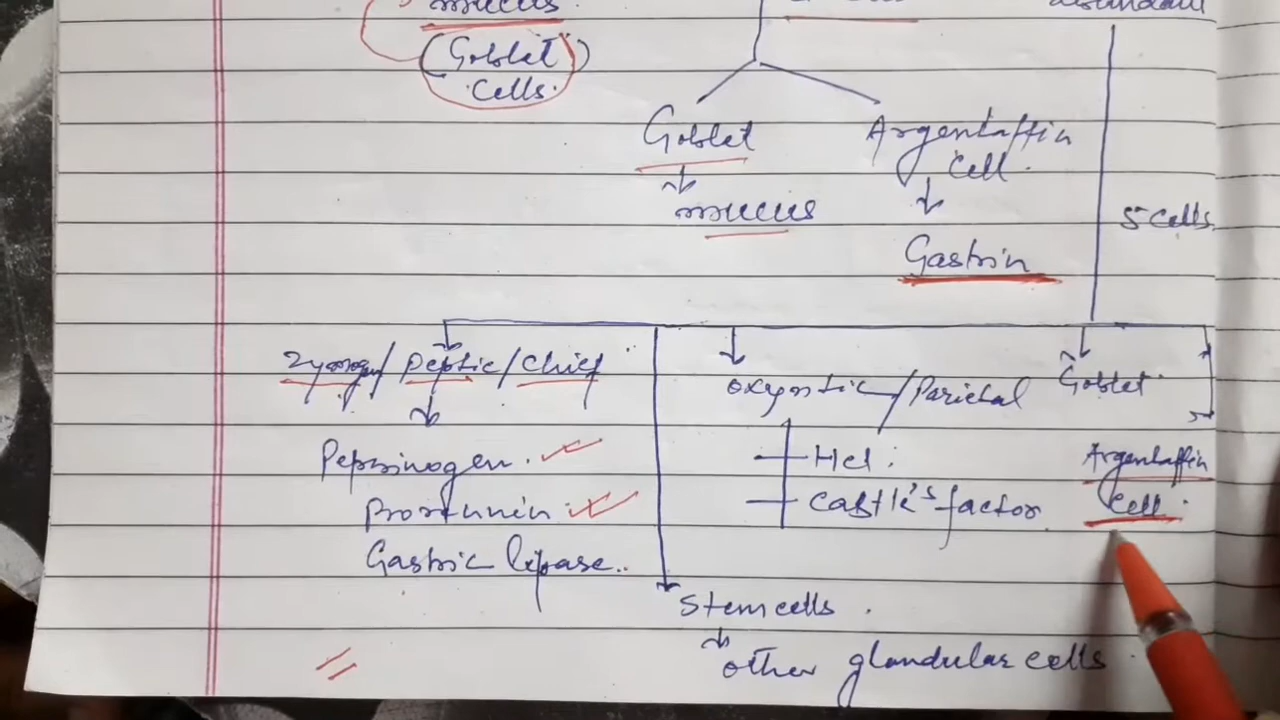 mucus
(Goblet)
Cells.
Goblet
Argentaffin
Cell.
mucus
Gastrin
5 cells
Zymogen/Peptic/Chief
Oxyntic/Parietal
Goblet
Pepsinogen.
Hcl.
Argentaffin
Cell.
Prorennin.
Castle's factor
Gastric lipase..
Stem cells.
other glandular cells